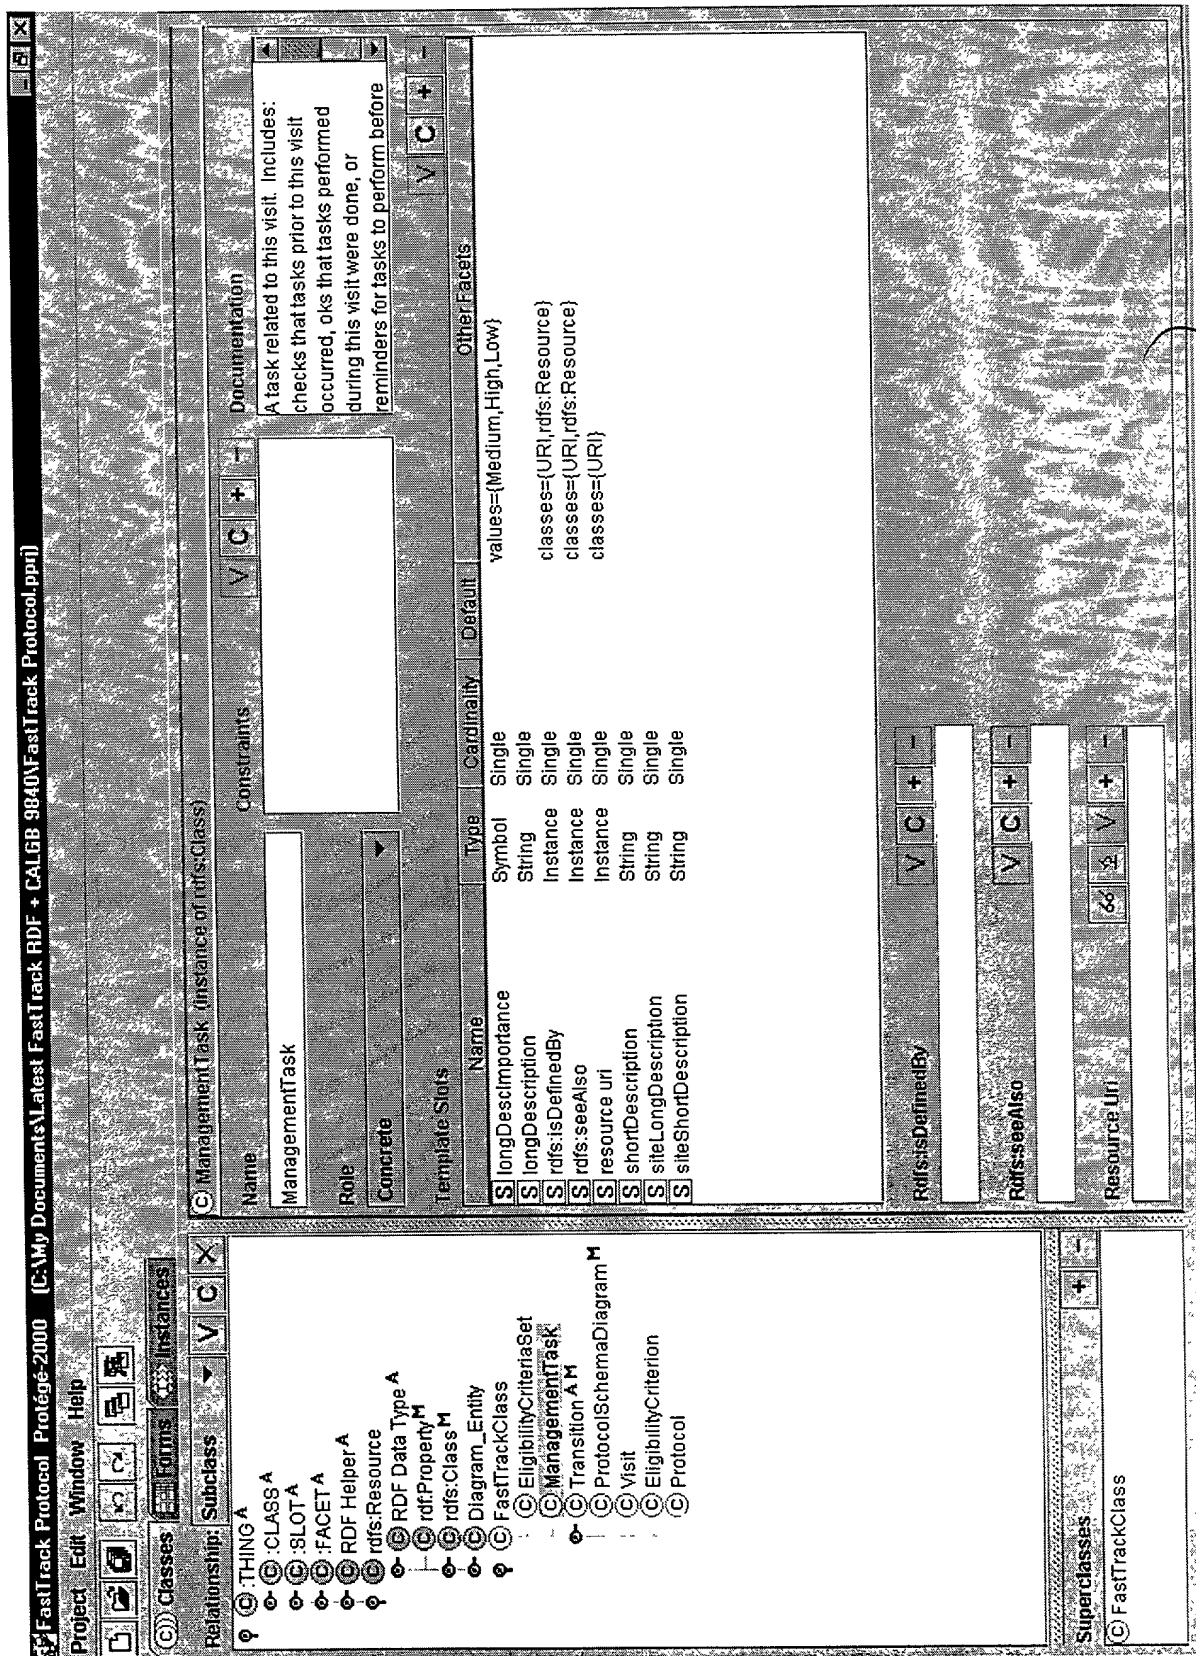 FastTrack Protocol Protégé-2000 (C:\My Documents\Latest FastTrack RDF + CALGB 9840\FastTrack Protocol.pprj)
Project Edit Window Help
Classes Forms Instances
Relationship: Subclass V C X
C :THING A
C :CLASS A
C :SLOT A
C :FACET A
C RDF Helper A
C rdfs:Resource
C RDF Data Type A
C rdf:Property M
C rdfs:Class M
C Diagram_Entity
C FastTrackClass
C EligibilityCriteriaSet
C ManagementTask
C Transition A M
C ProtocolSchemaDiagram M
C Visit
C EligibilityCriterion
C Protocol
Superclasses + -
C FastTrackClass
C ManagementTask (instance of rdfs:Class)
Name
ManagementTask
Role
Concrete
Constraints V C + -
Documentation
A task related to this visit. Includes:
checks that tasks prior to this visit
occurred, oks that tasks performed
during this visit were done, or
reminders for tasks to perform before
Template Slots V C + -
Name Type Cardinality Default Other Facets
S longDescImportance Symbol Single values={Medium,High,Low}
S longDescription String Single
S rdfs:isDefinedBy Instance Single classes={URI,rdfs:Resource}
S rdfs:seeAlso Instance Single classes={URI,rdfs:Resource}
S resource uri Instance Single classes={URI}
S shortDescription String Single
S siteLongDescription String Single
S siteShortDescription String Single
Rdfs:isDefinedBy V C + -
Rdfs:seeAlso V C + -
Resource Uri V + -